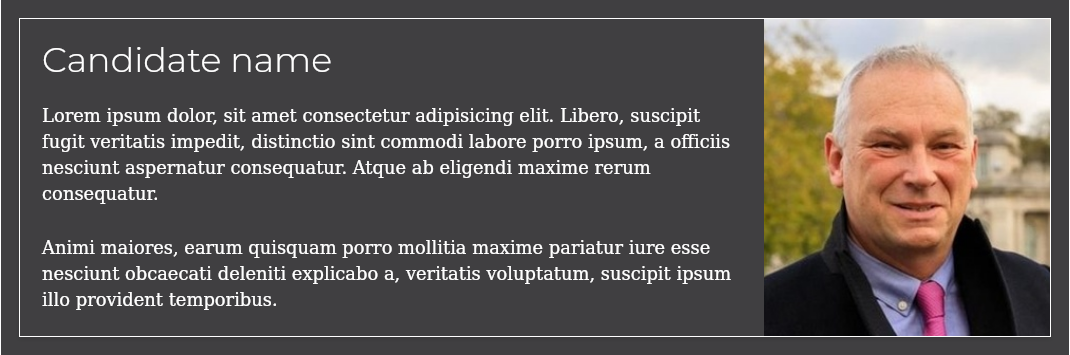 Candidate name
Lorem ipsum dolor, sit amet consectetur adipisicing elit. Libero, suscipit
fugit veritatis impedit, distinctio sint commodi labore porro ipsum, a officiis
nesciunt aspernatur consequatur. Atque ab eligendi maxime rerum
consequatur.
Animi maiores, earum quisquam porro mollitia maxime pariatur iure esse
nesciunt obcaecati deleniti explicabo a, veritatis voluptatum, suscipit ipsum
illo provident temporibus.